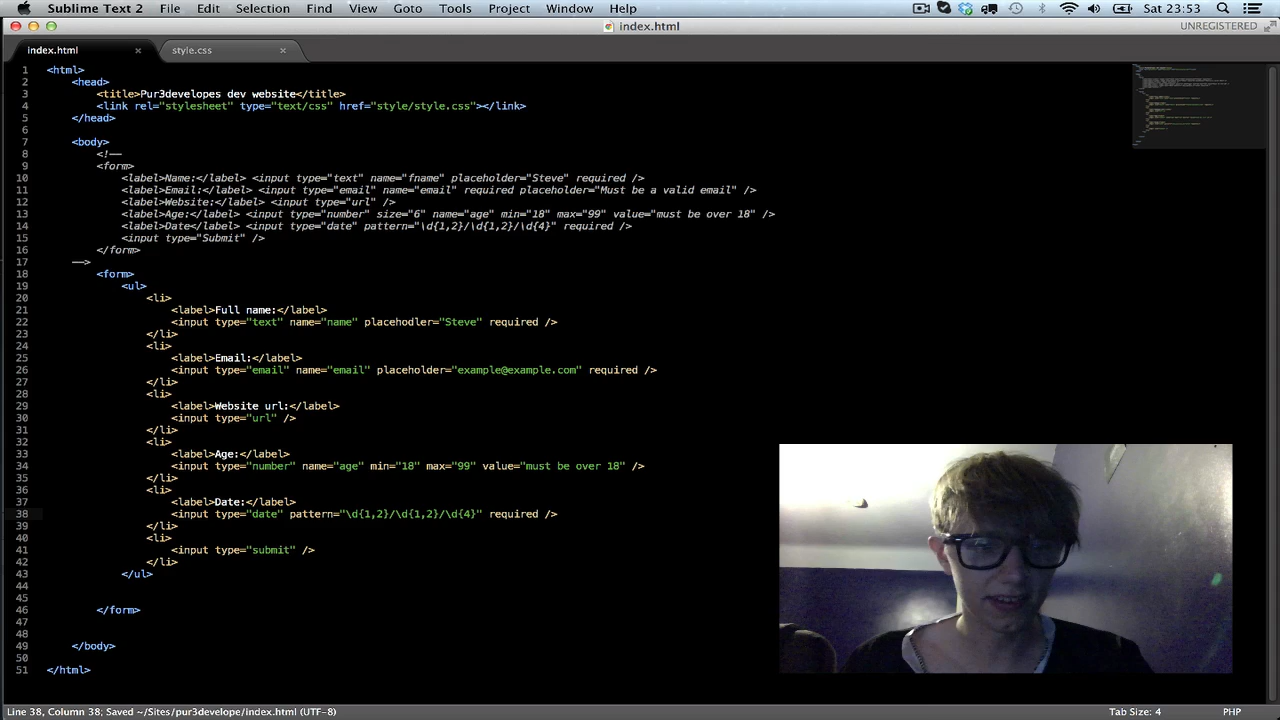 Sublime Text 2 File Edit Selection Find View Goto Tools Project Window Help Sat 23:53
index.html UNREGISTERED
index.html style.css
1 <html>
2 <head>
3 <title>Pur3developes dev website</title>
4 <link rel="stylesheet" type="text/css" href="style/style.css"></link>
5 </head>
6
7 <body>
8 <!--
9 <form>
10 <label>Name:</label> <input type="text" name="fname" placeholder="Steve" required />
11 <label>Email:</label> <input type="email" name="email" required placeholder="Must be a valid email" />
12 <label>Website:</label> <input type="url" />
13 <label>Age:</label> <input type="number" size="6" name="age" min="18" max="99" value="must be over 18" />
14 <label>Date</label> <input type="date" pattern="\d{1,2}/\d{1,2}/\d{4}" required />
15 <input type="Submit" />
16 </form>
17 -->
18 <form>
19 <ul>
20 <li>
21 <label>Full name:</label>
22 <input type="text" name="name" placehodler="Steve" required />
23 </li>
24 <li>
25 <label>Email:</label>
26 <input type="email" name="email" placeholder="example@example.com" required />
27 </li>
28 <li>
29 <label>Website url:</label>
30 <input type="url" />
31 </li>
32 <li>
33 <label>Age:</label>
34 <input type="number" name="age" min="18" max="99" value="must be over 18" />
35 </li>
36 <li>
37 <label>Date:</label>
38 <input type="date" pattern="\d{1,2}/\d{1,2}/\d{4}" required />
39 </li>
40 <li>
41 <input type="submit" />
42 </li>
43 </ul>
44
45
46 </form>
47
48
49 </body>
50
51 </html>
Line 38, Column 38; Saved ~/Sites/pur3develope/index.html (UTF-8) Tab Size: 4 PHP